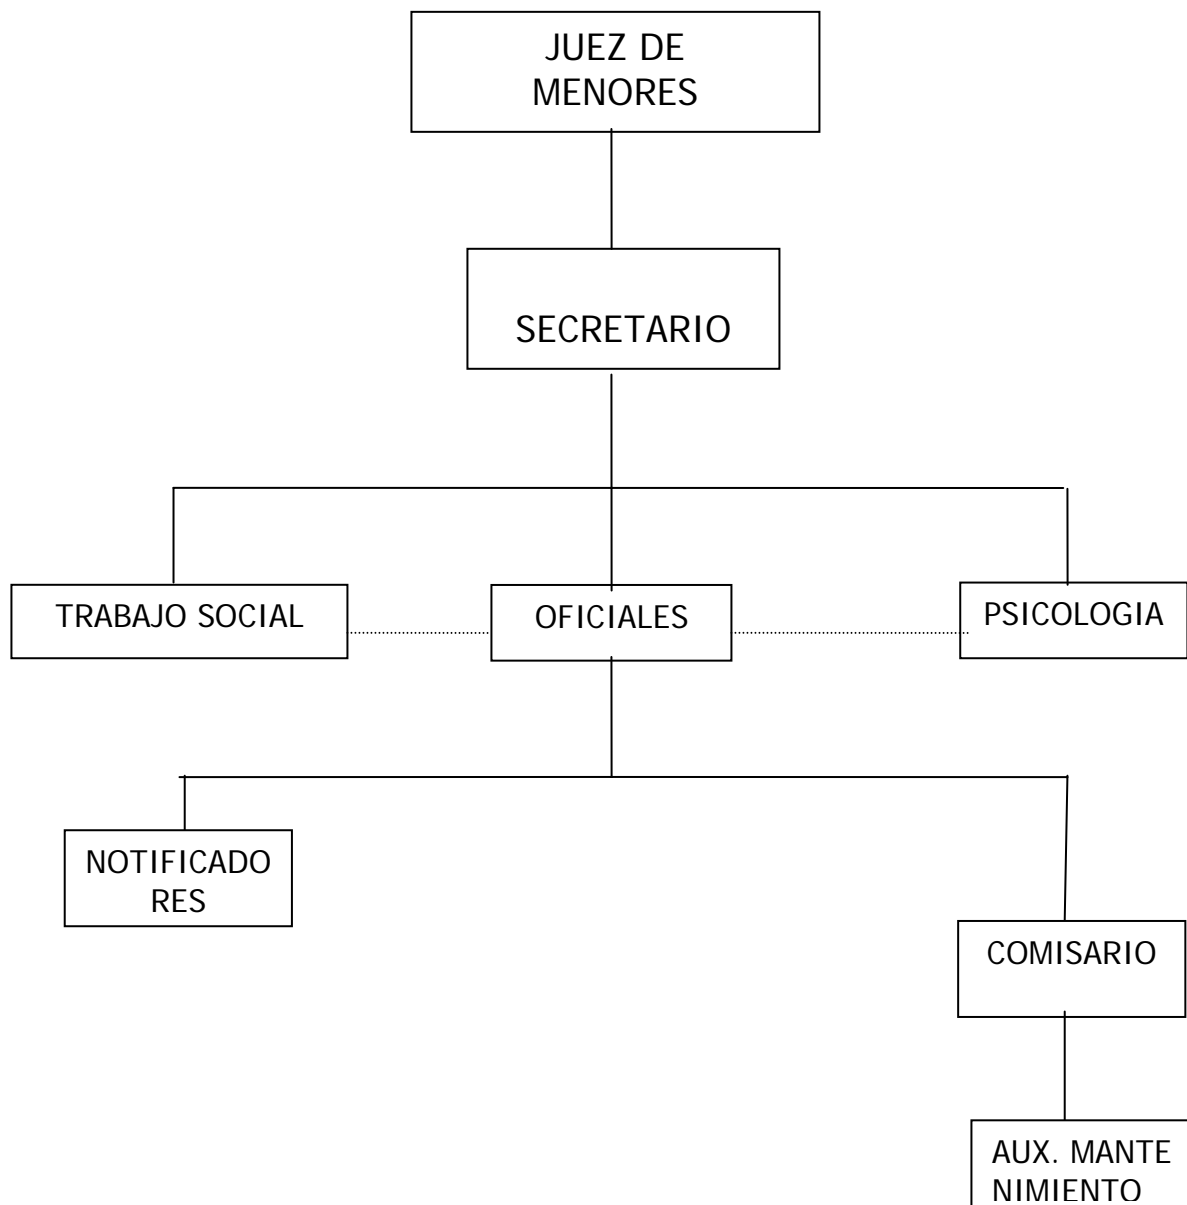 JUEZ DE
MENORES
SECRETARIO
TRABAJO SOCIAL
OFICIALES
PSICOLOGIA
NOTIFICADO
RES
COMISARIO
AUX. MANTE
NIMIENTO